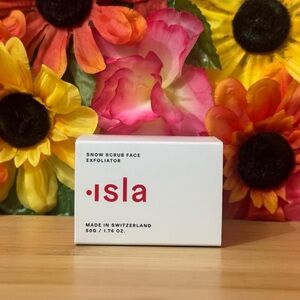 SNOW SCRUB FACE
EXFOLIATOR
·isla
MADE IN SWITZERLAND
50G / 1.76 OZ.